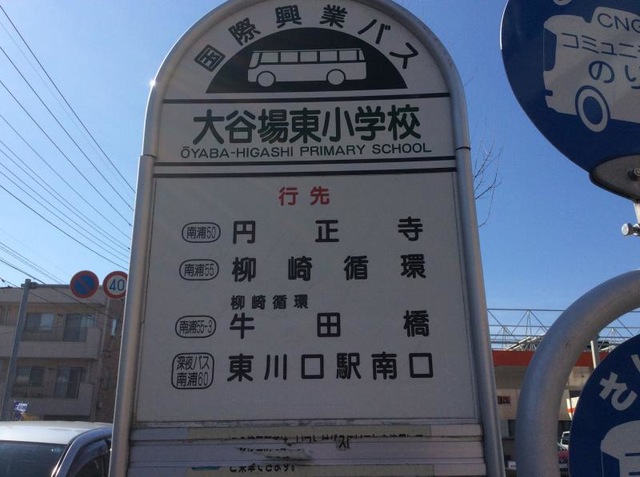 国際興業バス
大谷場東小学校
ŌYABA-HIGASHI PRIMARY SCHOOL
行先
南浦50 円正寺
南浦55 柳崎循環
柳崎循環
南浦55-3 牛田橋
深夜バス
南浦60 東川口駅南口
40
CNG
コミュニ
のり
さい